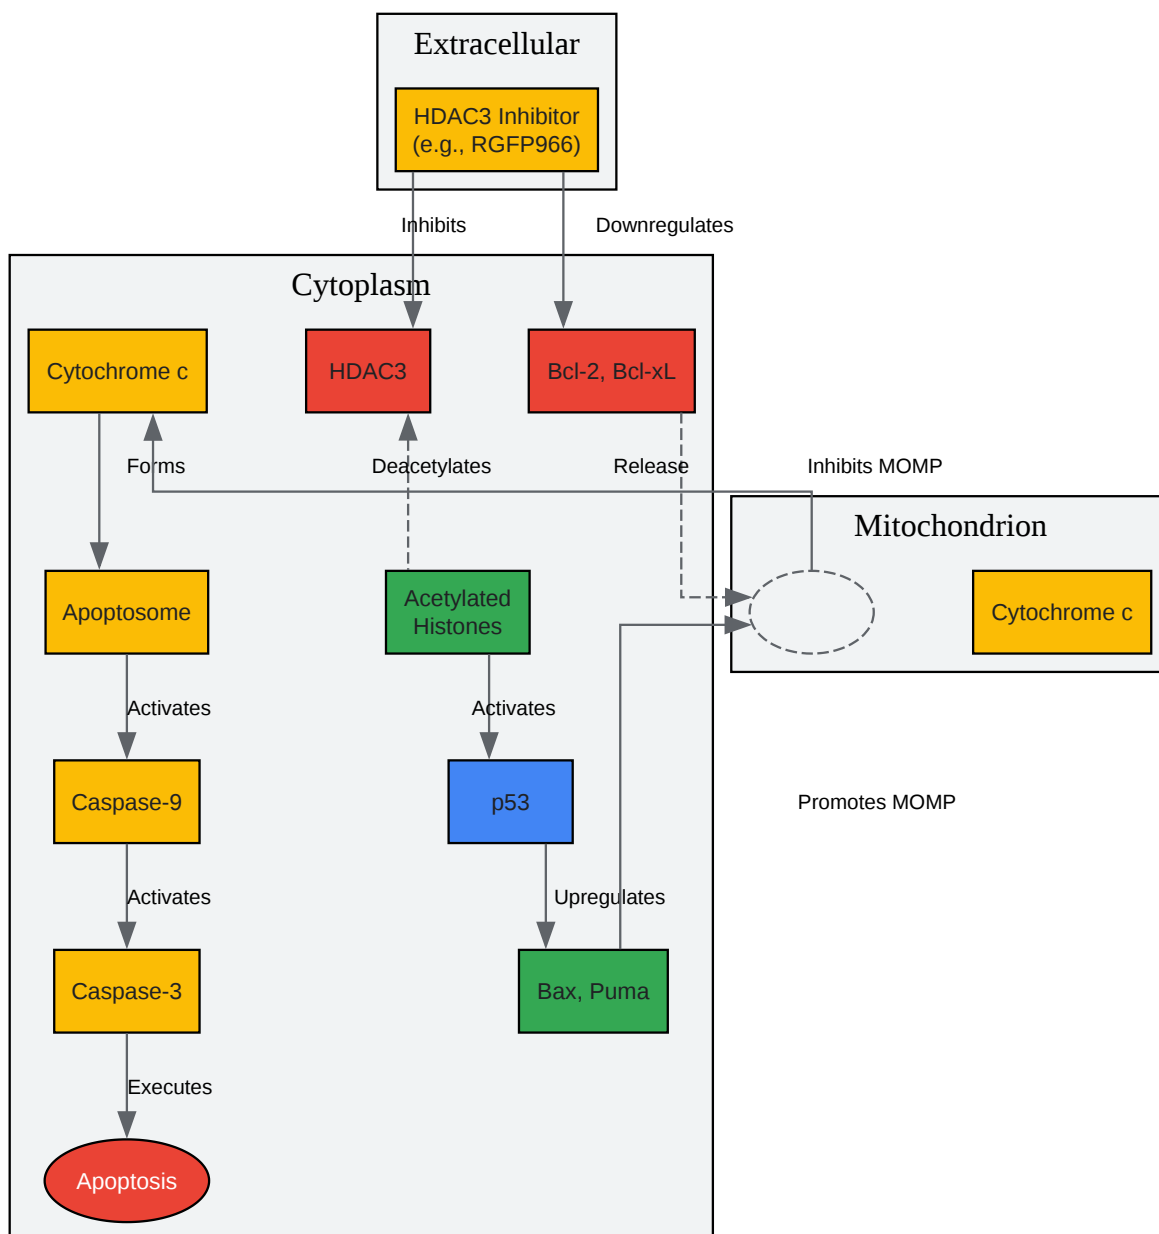 Extracellular
HDAC3 Inhibitor
(e.g., RGFP966)
Inhibits
Downregulates
Cytoplasm
Cytochrome c
HDAC3
Bcl-2, Bcl-xL
Forms
Deacetylates
Release
Inhibits MOMP
Mitochondrion
Apoptosome
Acetylated
Histones
Cytochrome c
Activates
Activates
Caspase-9
p53
Promotes MOMP
Activates
Upregulates
Caspase-3
Bax, Puma
Executes
Apoptosis